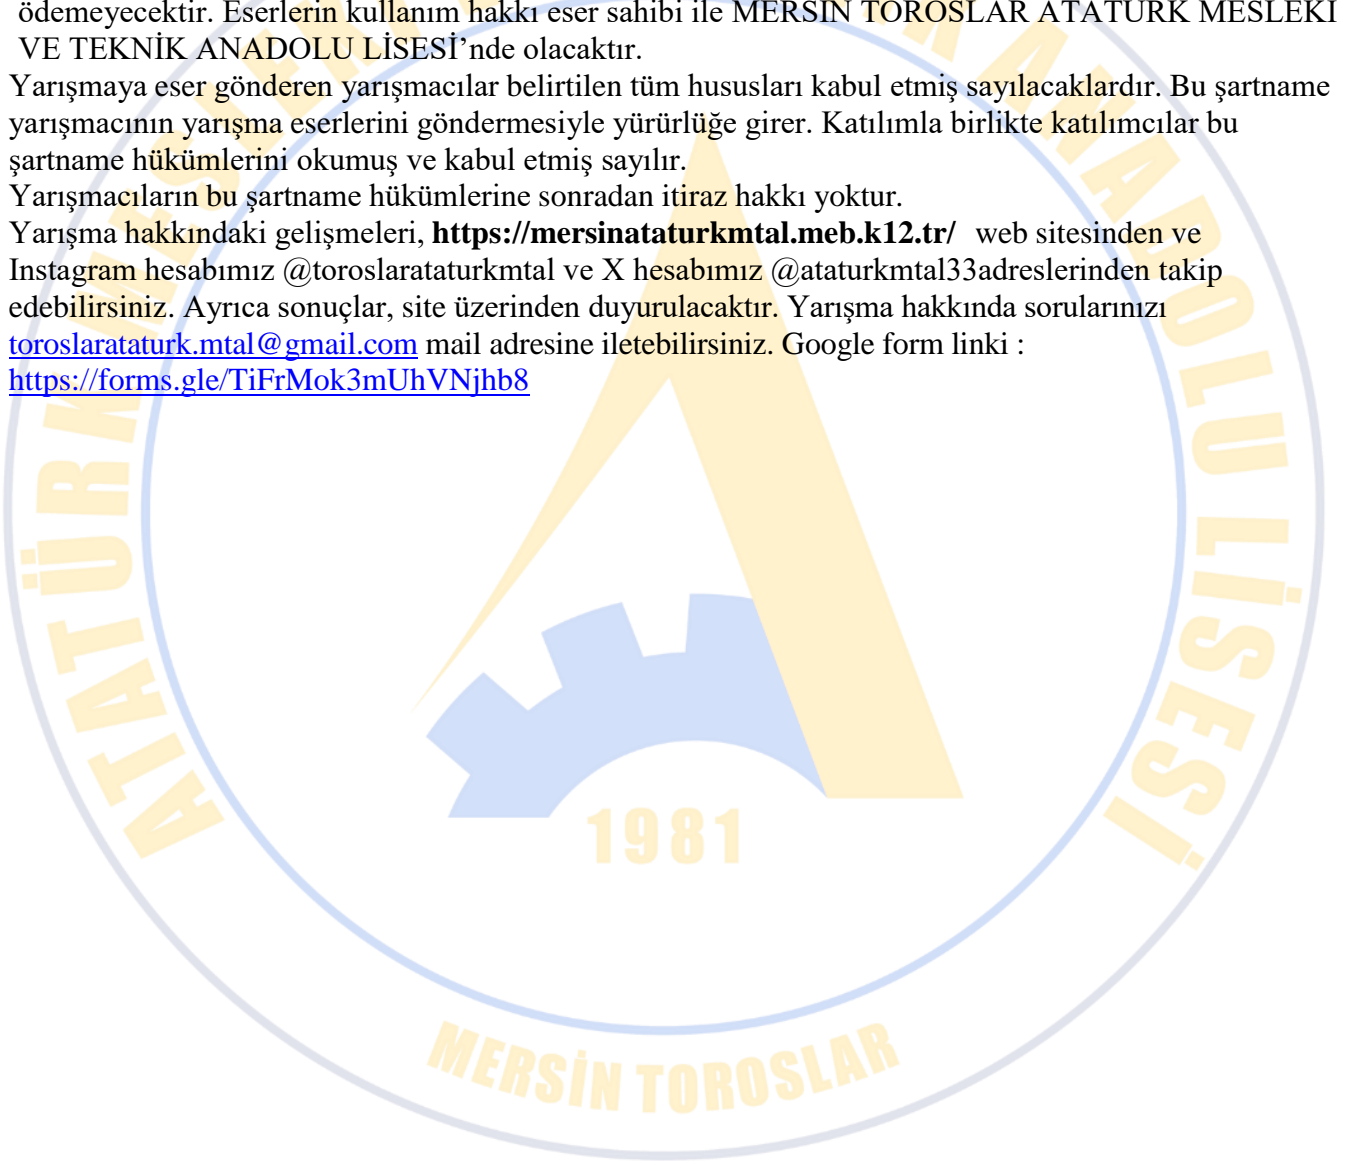 ödemeyecektir. Eserlerin kullanım hakkı eser sahibi ile MERSİN TOROSLAR ATATÜRK MESLEKİ
VE TEKNİK ANADOLU LİSESİ’nde olacaktır.
Yarışmaya eser gönderen yarışmacılar belirtilen tüm hususları kabul etmiş sayılacaklardır. Bu şartname
yarışmacının yarışma eserlerini göndermesiyle yürürlüğe girer. Katılımla birlikte katılımcılar bu
şartname hükümlerini okumuş ve kabul etmiş sayılır.
Yarışmacıların bu şartname hükümlerine sonradan itiraz hakkı yoktur.
Yarışma hakkındaki gelişmeleri, https://mersinataturkmtal.meb.k12.tr/ web sitesinden ve
Instagram hesabımız @toroslarataturkmtal ve X hesabımız @ataturkmtal33adreslerinden takip
edebilirsiniz. Ayrıca sonuçlar, site üzerinden duyurulacaktır. Yarışma hakkında sorularınızı
toroslarataturk.mtal@gmail.com mail adresine iletebilirsiniz. Google form linki :
https://forms.gle/TiFrMok3mUhVNjhb8
ATATÜRK
ANADOLU LİSESİ
1981
MERSİN TOROSLAR